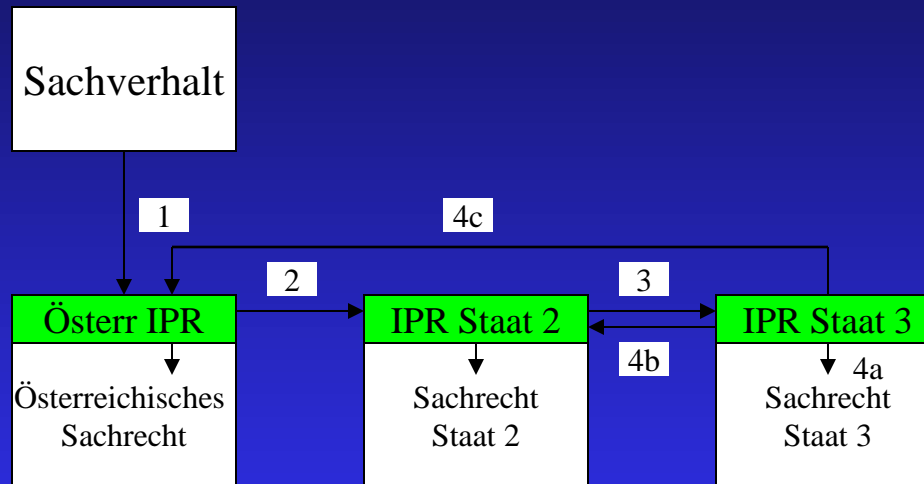 Sachverhalt
1
4c
2
3
Österr IPR
IPR Staat 2
IPR Staat 3
4b
4a
Österreichisches
Sachrecht
Sachrecht
Staat 2
Sachrecht
Staat 3